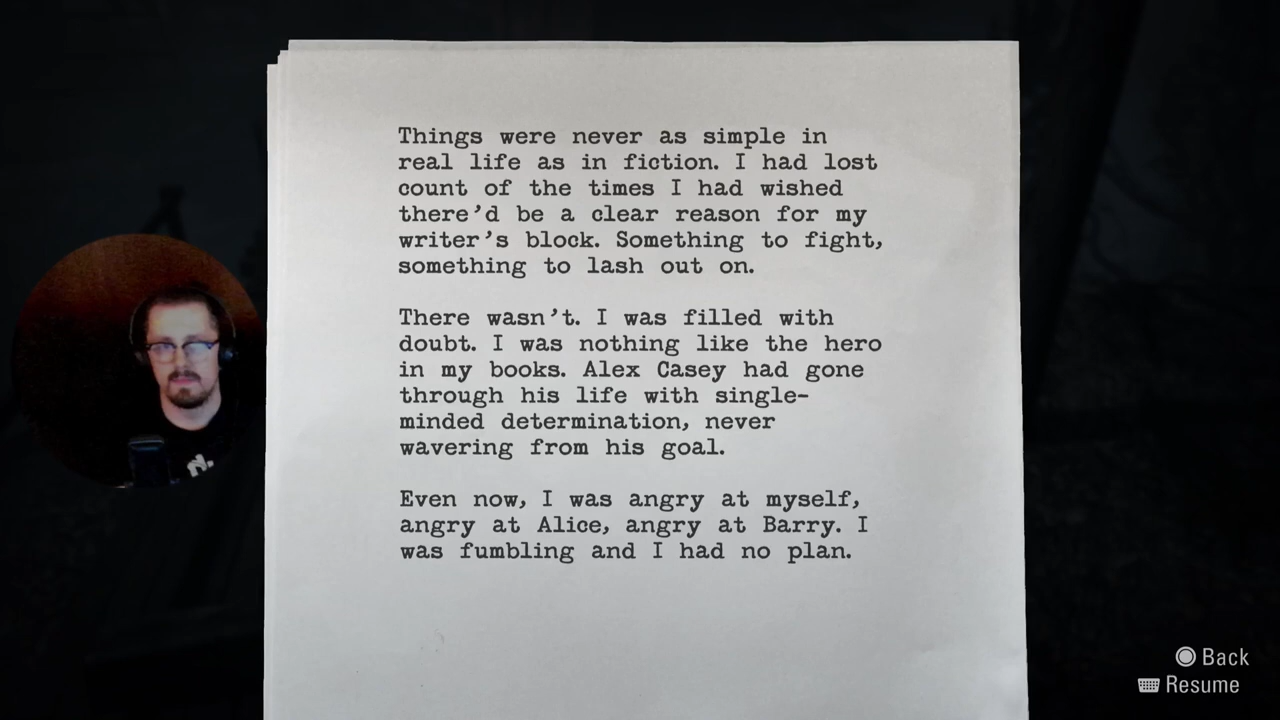 Things were never as simple in
real life as in fiction. I had lost
count of the times I had wished
there’d be a clear reason for my
writer’s block. Something to fight,
something to lash out on.
There wasn’t. I was filled with
doubt. I was nothing like the hero
in my books. Alex Casey had gone
through his life with single-
minded determination, never
wavering from his goal.
Even now, I was angry at myself,
angry at Alice, angry at Barry. I
was fumbling and I had no plan.
Back
Resume